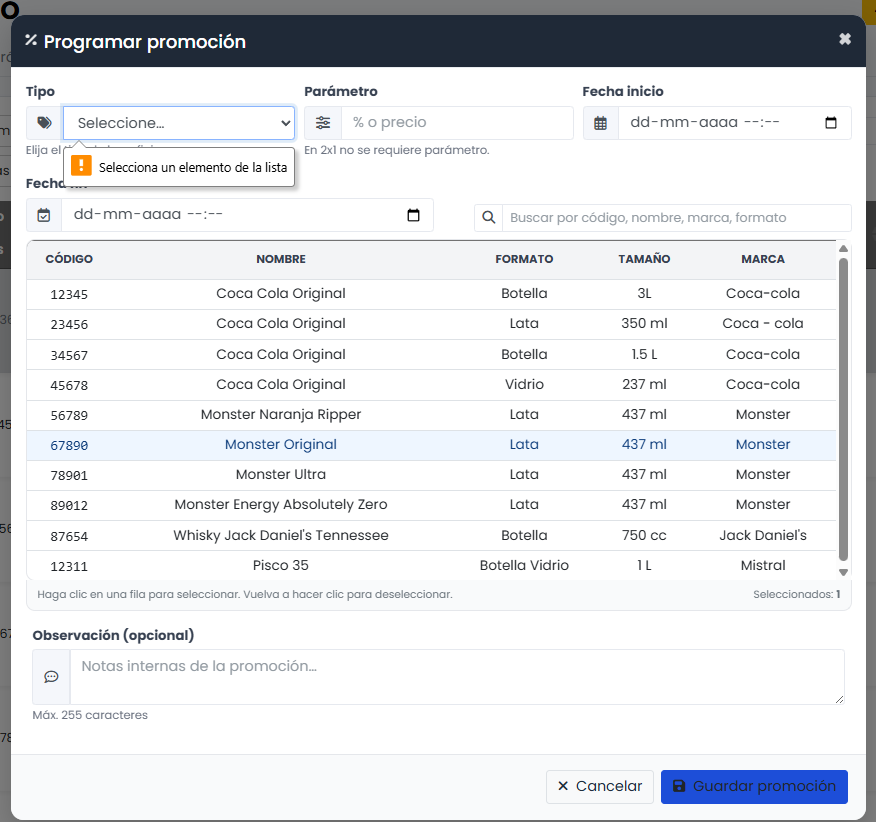 Programar promoción
Tipo
Parámetro
Fecha inicio
Seleccione...
% o precio
dd-mm-aaaa --:--
Elija el
En 2x1 no se requiere parámetro.
Selecciona un elemento de la lista
Fecha
dd-mm-aaaa --:--
Buscar por código, nombre, marca, formato
CÓDIGO NOMBRE FORMATO TAMAÑO MARCA
12345 Coca Cola Original Botella 3L Coca-cola
23456 Coca Cola Original Lata 350 ml Coca - cola
34567 Coca Cola Original Botella 1.5 L Coca-cola
45678 Coca Cola Original Vidrio 237 ml Coca-cola
56789 Monster Naranja Ripper Lata 437 ml Monster
67890 Monster Original Lata 437 ml Monster
78901 Monster Ultra Lata 437 ml Monster
89012 Monster Energy Absolutely Zero Lata 437 ml Monster
87654 Whisky Jack Daniel's Tennessee Botella 750 cc Jack Daniel's
12311 Pisco 35 Botella Vidrio 1 L Mistral
Haga clic en una fila para seleccionar. Vuelva a hacer clic para deseleccionar.
Seleccionados: 1
Observación (opcional)
Notas internas de la promoción...
Máx. 255 caracteres
Cancelar
Guardar promoción